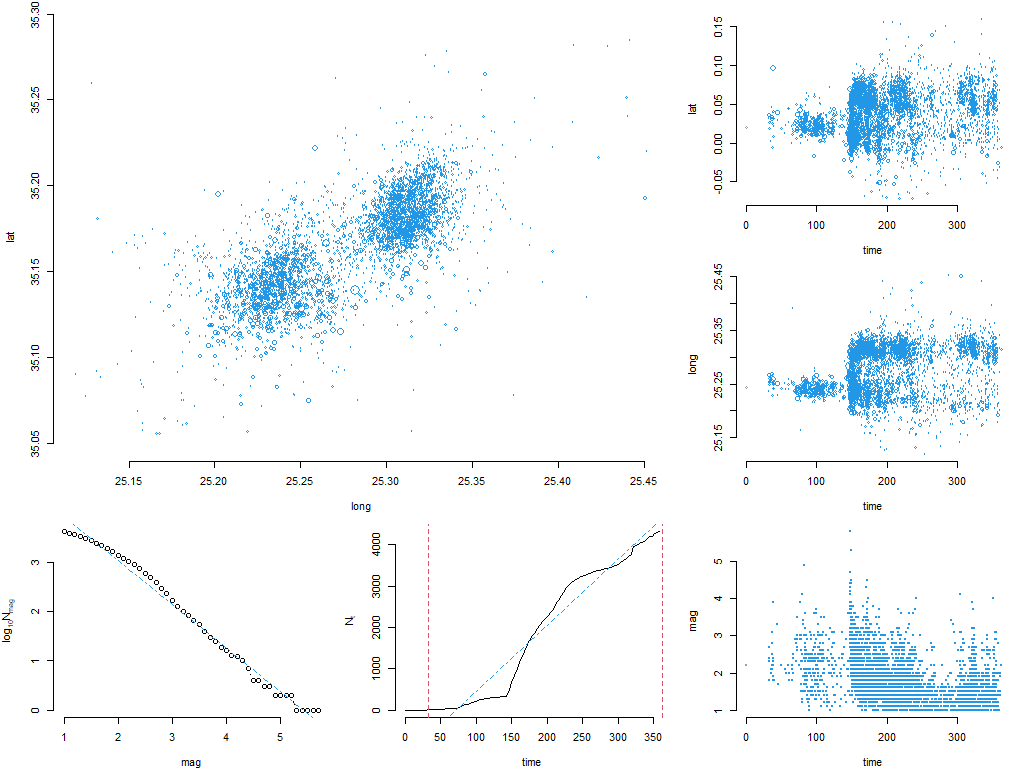 35.30
35.25
35.20
35.15
35.10
35.05
lat
25.15 25.20 25.25 25.30 25.35 25.40 25.45
long
0.15
0.10
0.05
0.00
-0.05
lat
0 100 200 300
time
25.45
25.35
25.25
25.15
long
0 100 200 300
time
3
2
1
0
log10Nmag
1 2 3 4 5
mag
4000
3000
2000
1000
0
Nt
0 50 100 150 200 250 300 350
time
5
4
3
2
1
mag
0 100 200 300
time